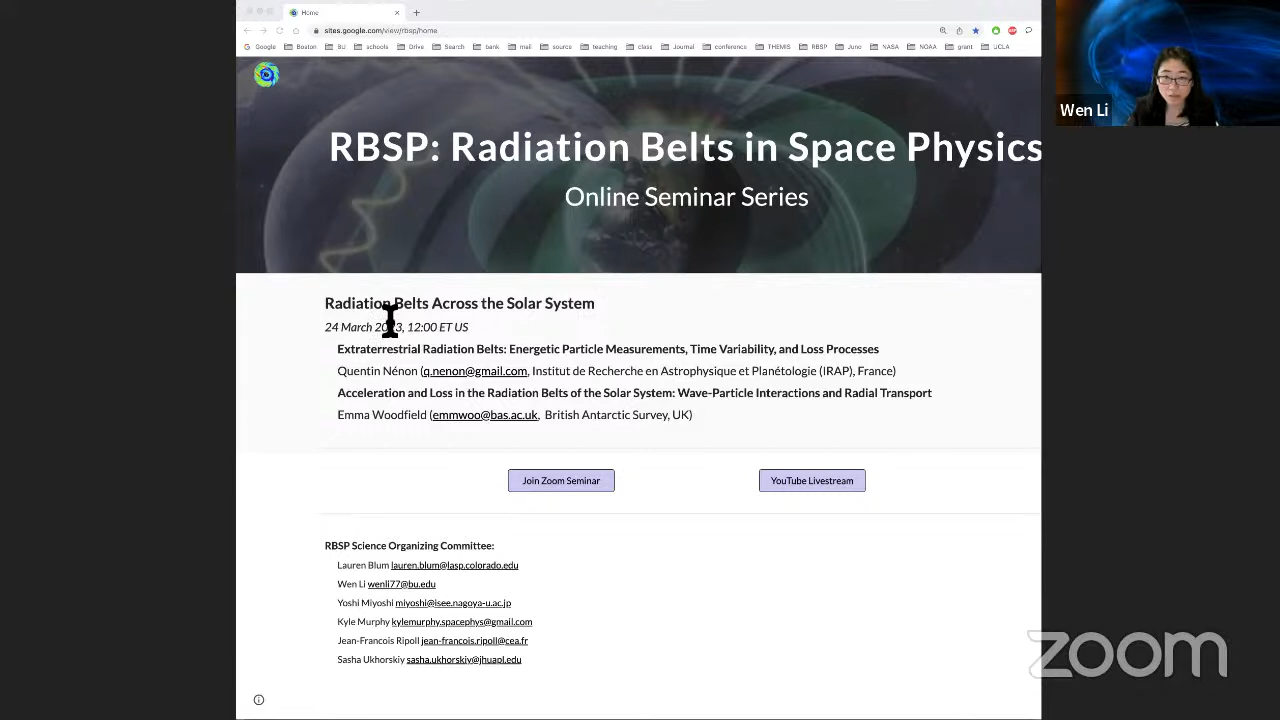 Home
sites.google.com/view/rbsp/home
Google Boston BU schools Drive Search bank mail source teaching class Journal conference THEMIS RBSP Juno NASA NOAA grant UCLA
Wen Li
RBSP: Radiation Belts in Space Physics
Online Seminar Series
Radiation Belts Across the Solar System
24 March 2023, 12:00 ET US
Extraterrestrial Radiation Belts: Energetic Particle Measurements, Time Variability, and Loss Processes
Quentin Nénon (q.nenon@gmail.com, Institut de Recherche en Astrophysique et Planétologie (IRAP), France)
Acceleration and Loss in the Radiation Belts of the Solar System: Wave-Particle Interactions and Radial Transport
Emma Woodfield (emmwoo@bas.ac.uk, British Antarctic Survey, UK)
Join Zoom Seminar
YouTube Livestream
RBSP Science Organizing Committee:
Lauren Blum lauren.blum@lasp.colorado.edu
Wen Li wenli77@bu.edu
Yoshi Miyoshi miyoshi@isee.nagoya-u.ac.jp
Kyle Murphy kylemurphy.spacephys@gmail.com
Jean-Francois Ripoll jean-francois.ripoll@cea.fr
Sasha Ukhorskiy sasha.ukhorskiy@jhuapl.edu
zoom